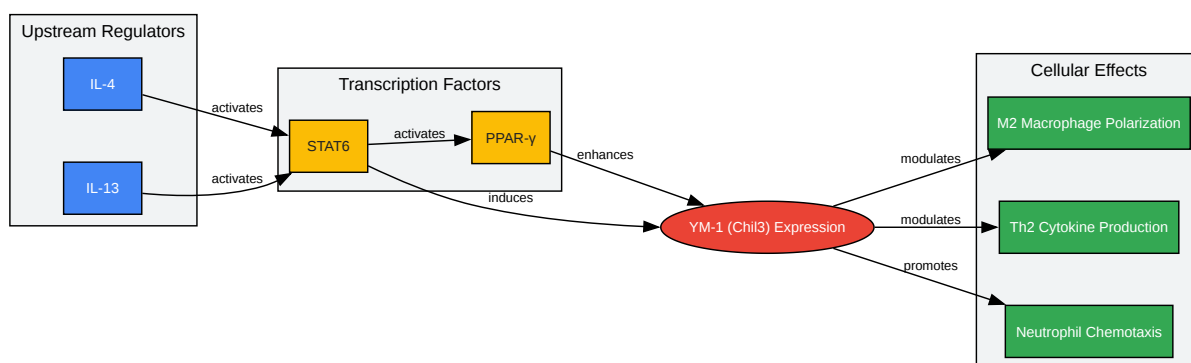 Upstream Regulators
IL-4
IL-13
activates
activates
Transcription Factors
STAT6
activates
PPAR-γ
enhances
induces
YM-1 (Chil3) Expression
modulates
modulates
promotes
Cellular Effects
M2 Macrophage Polarization
Th2 Cytokine Production
Neutrophil Chemotaxis